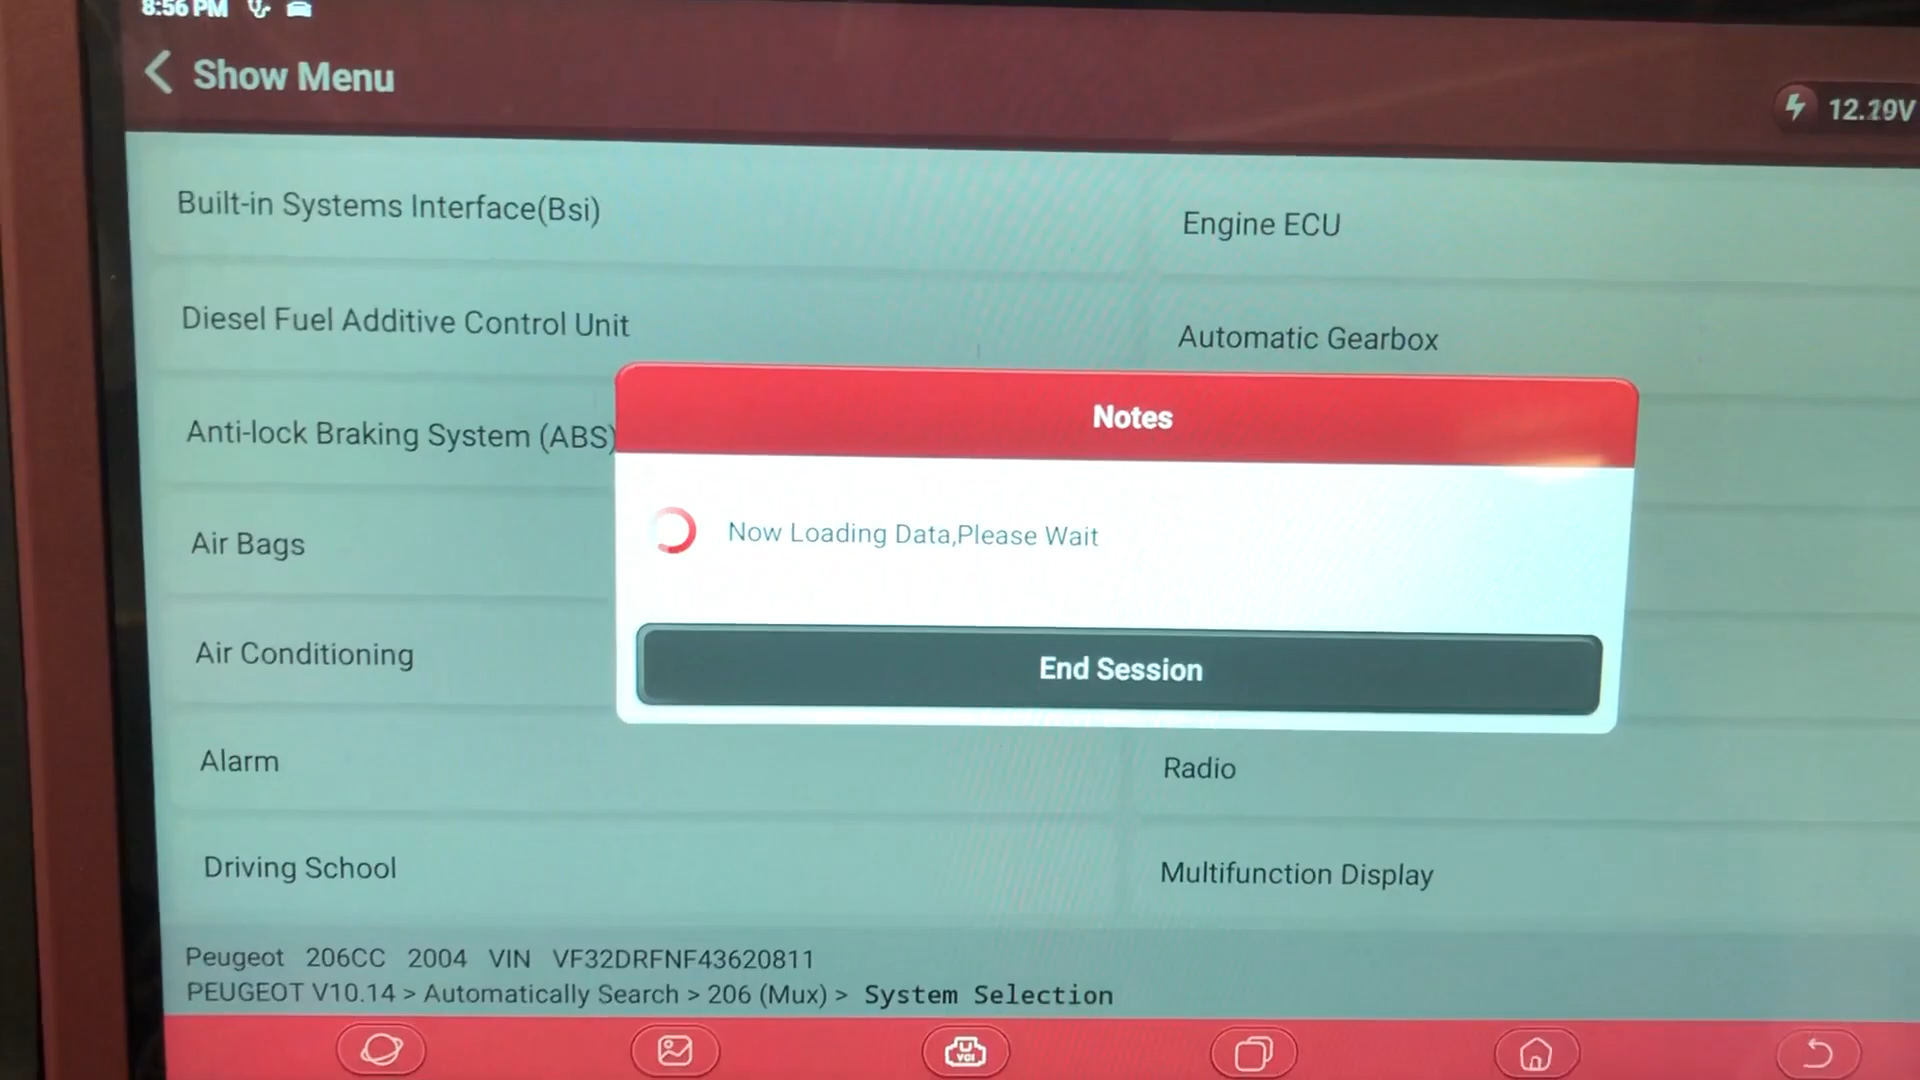 8:56 PM
Show Menu
12.19V
Built-in Systems Interface(Bsi)
Engine ECU
Diesel Fuel Additive Control Unit
Automatic Gearbox
Anti-lock Braking System (ABS)
Notes
Now Loading Data,Please Wait
Air Bags
End Session
Air Conditioning
Alarm
Radio
Driving School
Multifunction Display
Peugeot 206CC 2004 VIN VF32DRFNF43620811
PEUGEOT V10.14 > Automatically Search > 206 (Mux) > System Selection
VCI